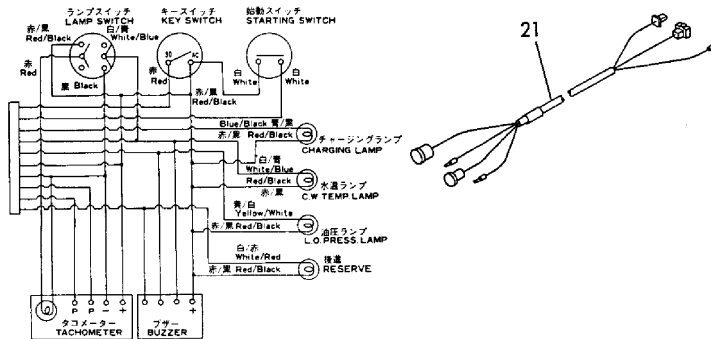 ランプスイッチ
LAMP SWITCH
キースイッチ
KEY SWITCH
始動スイッチ
STARTING SWITCH
赤/黒
Red/Black
白/青
White/Blue
赤
Red
黒 Black
赤
Red
30
AC
赤/黒
Red/Black
白
White
白
White
21
Blue/Black 青/黒
赤/黒 Red/Black
チャージングランプ
CHARGING LAMP
白/青
White/Blue
Red/Black
赤/黒
水温ランプ
C.W TEMP. LAMP
黄/白
Yellow/White
赤/黒 Red/Black
油圧ランプ
L.O. PRESS. LAMP
白/赤
White/Red
赤/黒 Red/Black
後進
RESERVE
P P − +
タコメーター
TACHOMETER
+
ブザー
BUZZER